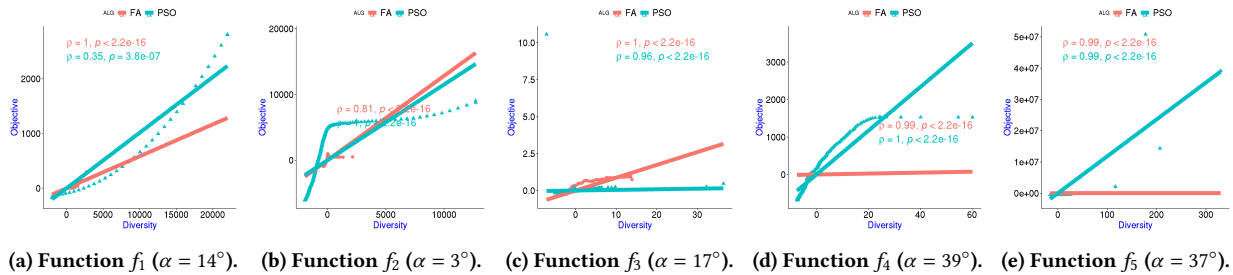 ALG FA PSO
ρ = 1, p < 2.2e-16
ρ = 0.35, p = 3.8e-07
Objective
2000
1000
0
0 5000 10000 15000 20000
Diversity
(a) Function f1 (α = 14°).
ALG FA PSO
ρ = 0.81, p < 2.2e-16
ρ = 1, p < 2.2e-16
Objective
20000
10000
0
0 5000 10000
Diversity
(b) Function f2 (α = 3°).
ALG FA PSO
ρ = 1, p < 2.2e-16
ρ = 0.96, p < 2.2e-16
Objective
10.0
7.5
5.0
2.5
0.0
0 10 20 30
Diversity
(c) Function f3 (α = 17°).
ALG FA PSO
ρ = 0.99, p < 2.2e-16
ρ = 1, p < 2.2e-16
Objective
4000
3000
2000
1000
0
0 20 40 60
Diversity
(d) Function f4 (α = 39°).
ALG FA PSO
ρ = 0.99, p < 2.2e-16
ρ = 0.99, p < 2.2e-16
Objective
5e+07
4e+07
3e+07
2e+07
1e+07
0e+00
0 100 200 300
Diversity
(e) Function f5 (α = 37°).